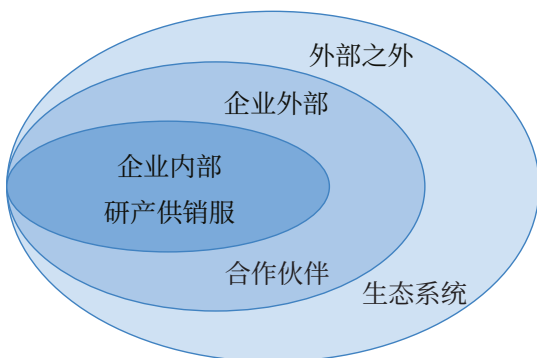 外部之外
企业外部
企业内部
研产供销服
合作伙伴
生态系统